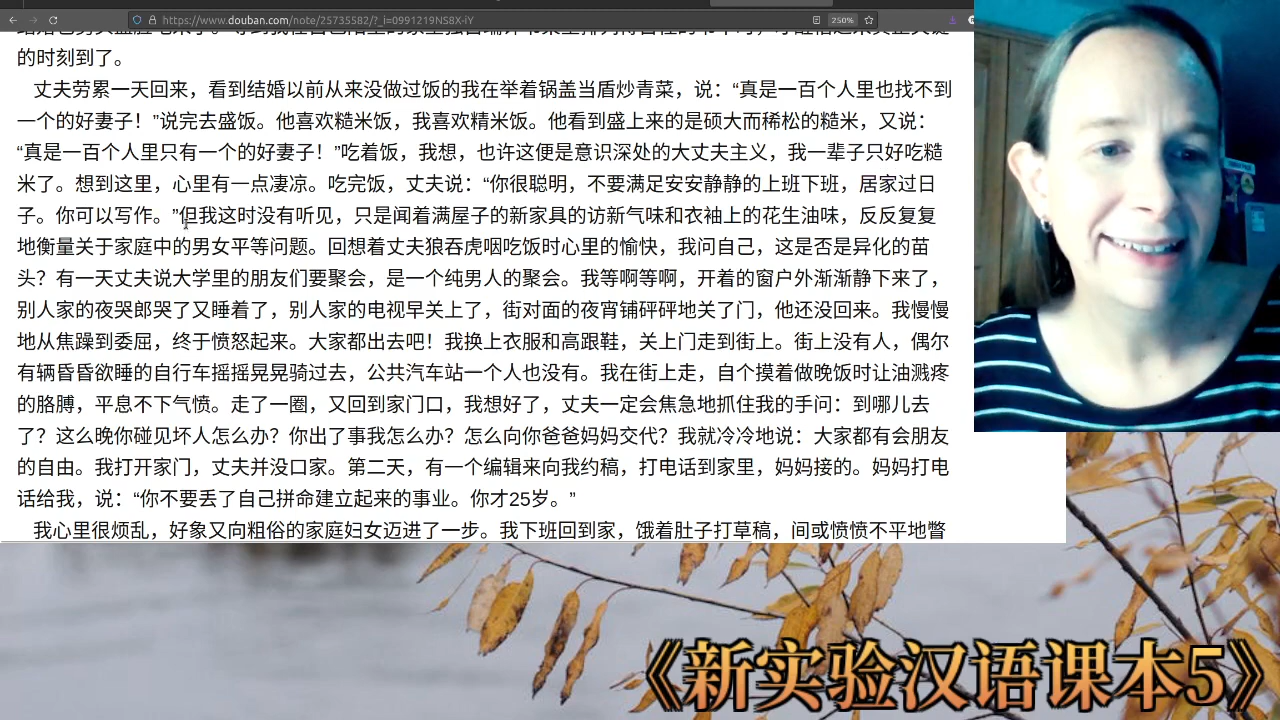 https://www.douban.com/note/25735582/?_i=0991219NS8X-iY
250%
的时刻到了。
丈夫劳累一天回来，看到结婚以前从来没做过饭的我在举着锅盖当盾炒青菜，说：“真是一百个人里也找不到
一个的好妻子！”说完去盛饭。他喜欢糙米饭，我喜欢精米饭。他看到盛上来的是硕大而稀松的糙米，又说：
“真是一百个人里只有一个的好妻子！”吃着饭，我想，也许这便是意识深处的大丈夫主义，我一辈子只好吃糙
米了。想到这里，心里有一点凄凉。吃完饭，丈夫说：“你很聪明，不要满足安安静静的上班下班，居家过日
子。你可以写作。”但我这时没有听见，只是闻着满屋子的新家具的访新气味和衣袖上的花生油味，反反复复
地衡量关于家庭中的男女平等问题。回想着丈夫狼吞虎咽吃饭时心里的愉快，我问自己，这是否是异化的苗
头？有一天丈夫说大学里的朋友们要聚会，是一个纯男人的聚会。我等啊等啊，开着的窗户外渐渐静下来了，
别人家的夜哭郎哭了又睡着了，别人家的电视早关上了，街对面的夜宵铺砰砰地关了门，他还没回来。我慢慢
地从焦躁到委屈，终于愤怒起来。大家都出去吧！我换上衣服和高跟鞋，关上门走到街上。街上没有人，偶尔
有辆昏昏欲睡的自行车摇摇晃晃骑过去，公共汽车站一个人也没有。我在街上走，自个摸着做晚饭时让油溅疼
的胳膊，平息不下气愤。走了一圈，又回到家门口，我想好了，丈夫一定会焦急地抓住我的手问：到哪儿去
了？这么晚你碰见坏人怎么办？你出了事我怎么办？怎么向你爸爸妈妈交代？我就冷冷地说：大家都有会朋友
的自由。我打开家门，丈夫并没口家。第二天，有一个编辑来向我约稿，打电话到家里，妈妈接的。妈妈打电
话给我，说：“你不要丢了自己拼命建立起来的事业。你才25岁。”
我心里很烦乱，好象又向粗俗的家庭妇女迈进了一步。我下班回到家，饿着肚子打草稿，间或愤愤不平地瞥
《新实验汉语课本5》